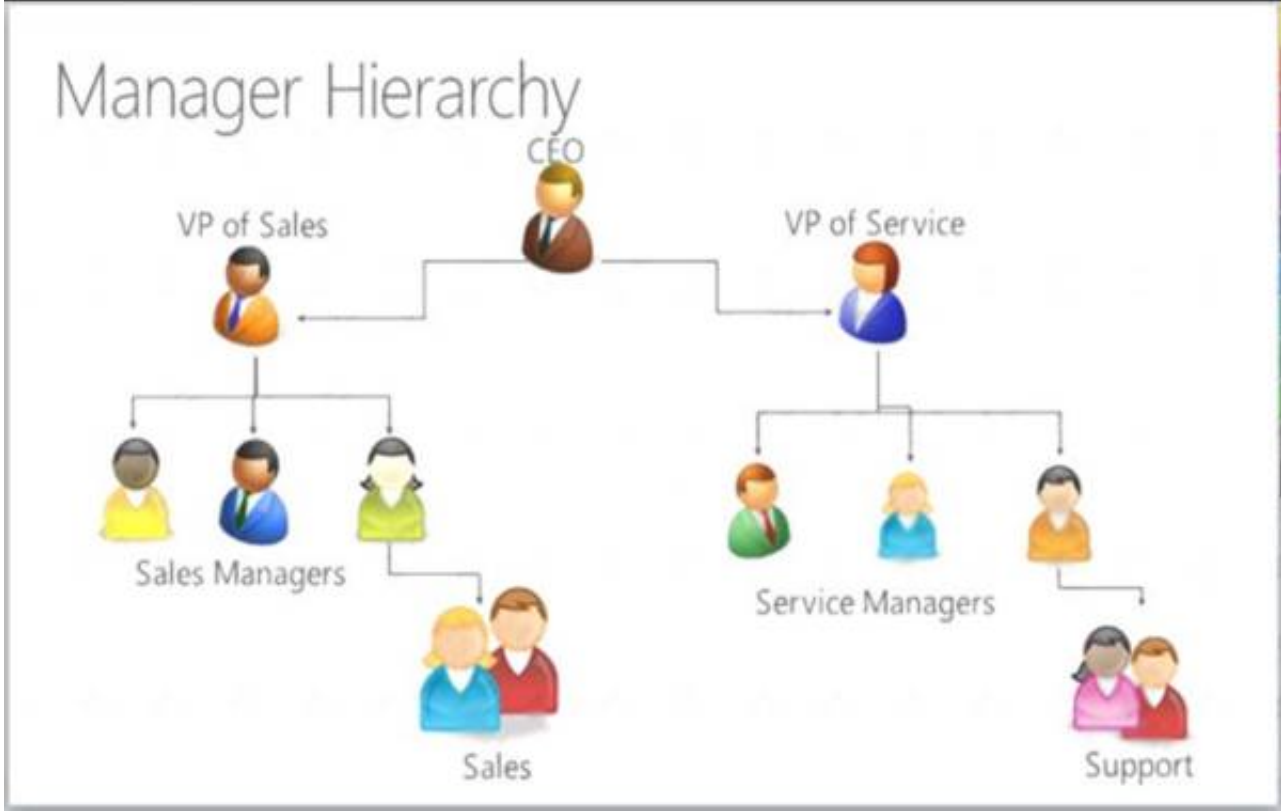 Manager Hierarchy
CEO
VP of Sales
VP of Service
Sales Managers
Service Managers
Sales
Support